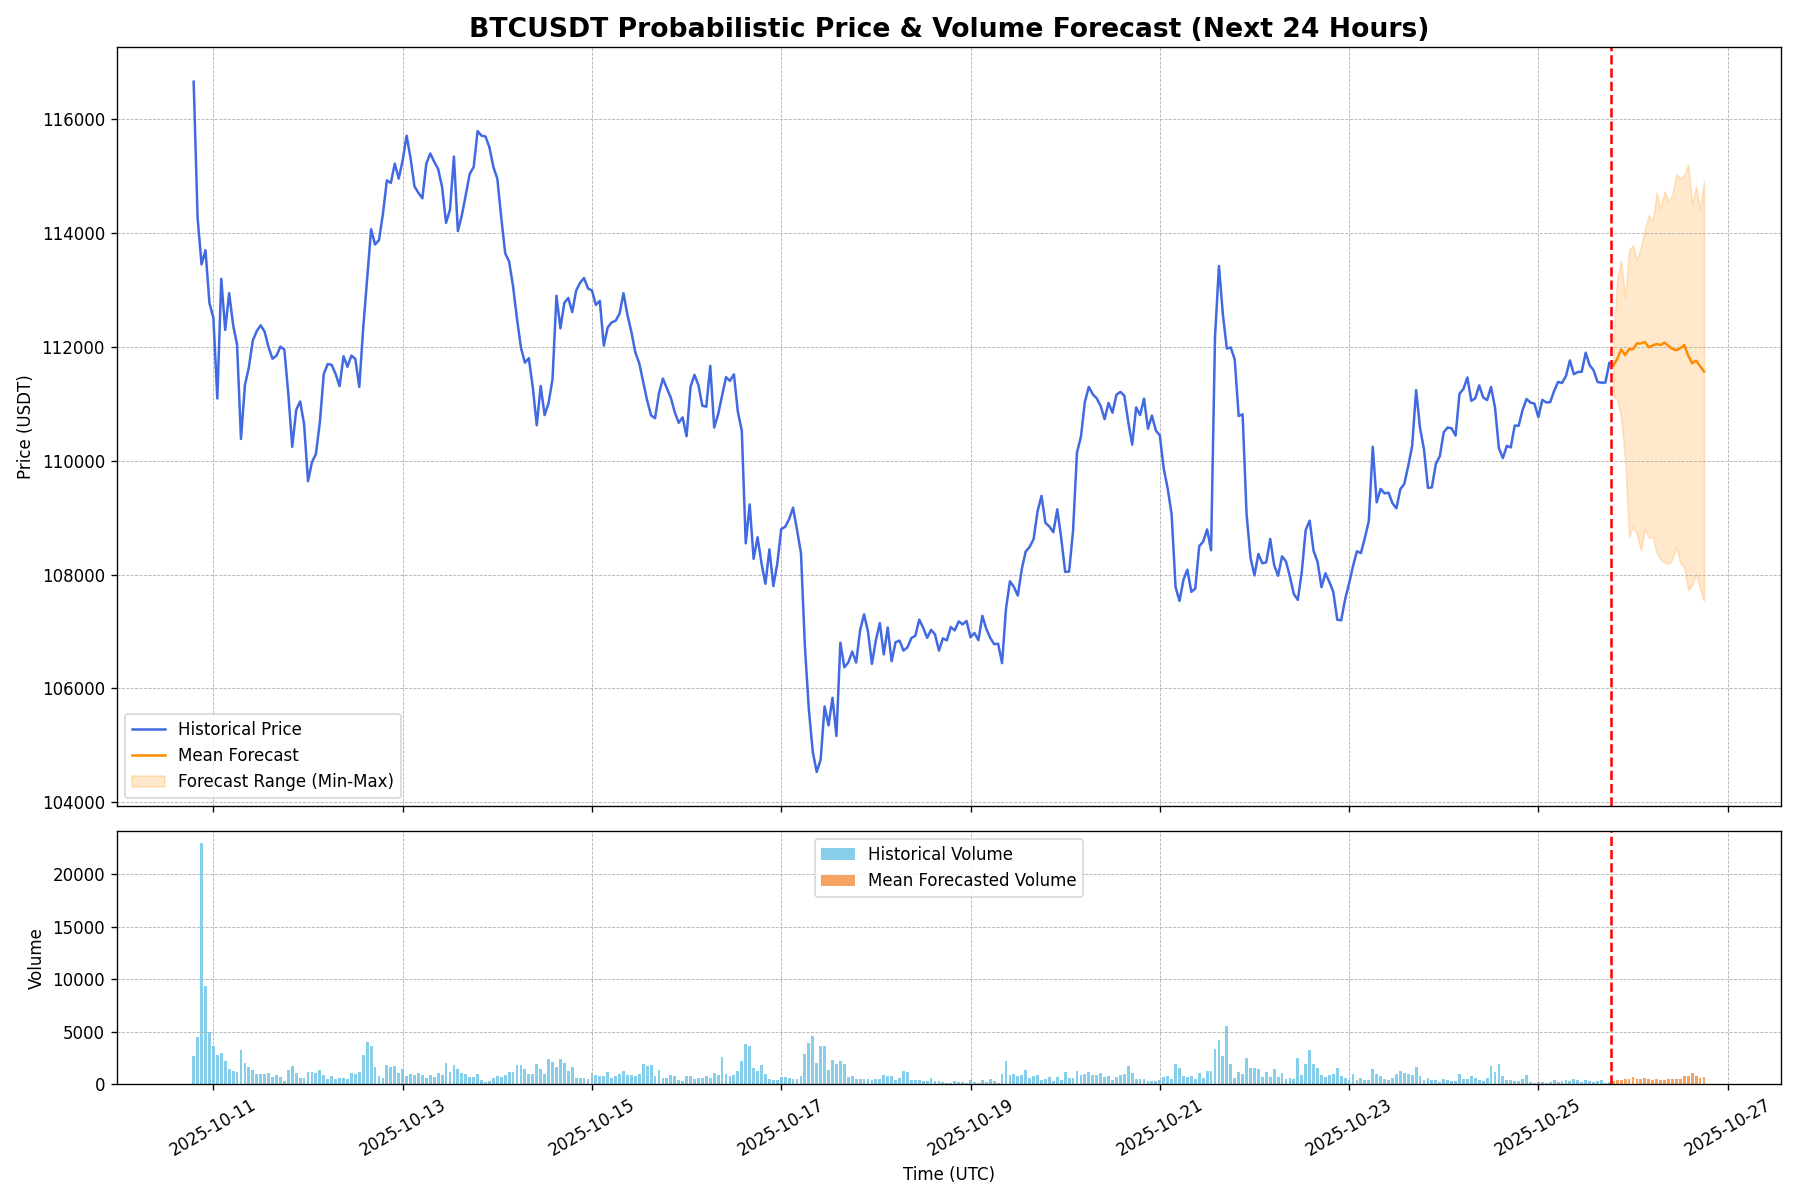 BTCUSDT Probabilistic Price & Volume Forecast (Next 24 Hours)
116000
114000
112000
110000
108000
106000
104000
Price (USDT)
Historical Price
Mean Forecast
Forecast Range (Min-Max)
Historical Volume
Mean Forecasted Volume
20000
15000
10000
5000
0
Volume
2025-10-11
2025-10-13
2025-10-15
2025-10-17
2025-10-19
2025-10-21
2025-10-23
2025-10-25
2025-10-27
Time (UTC)